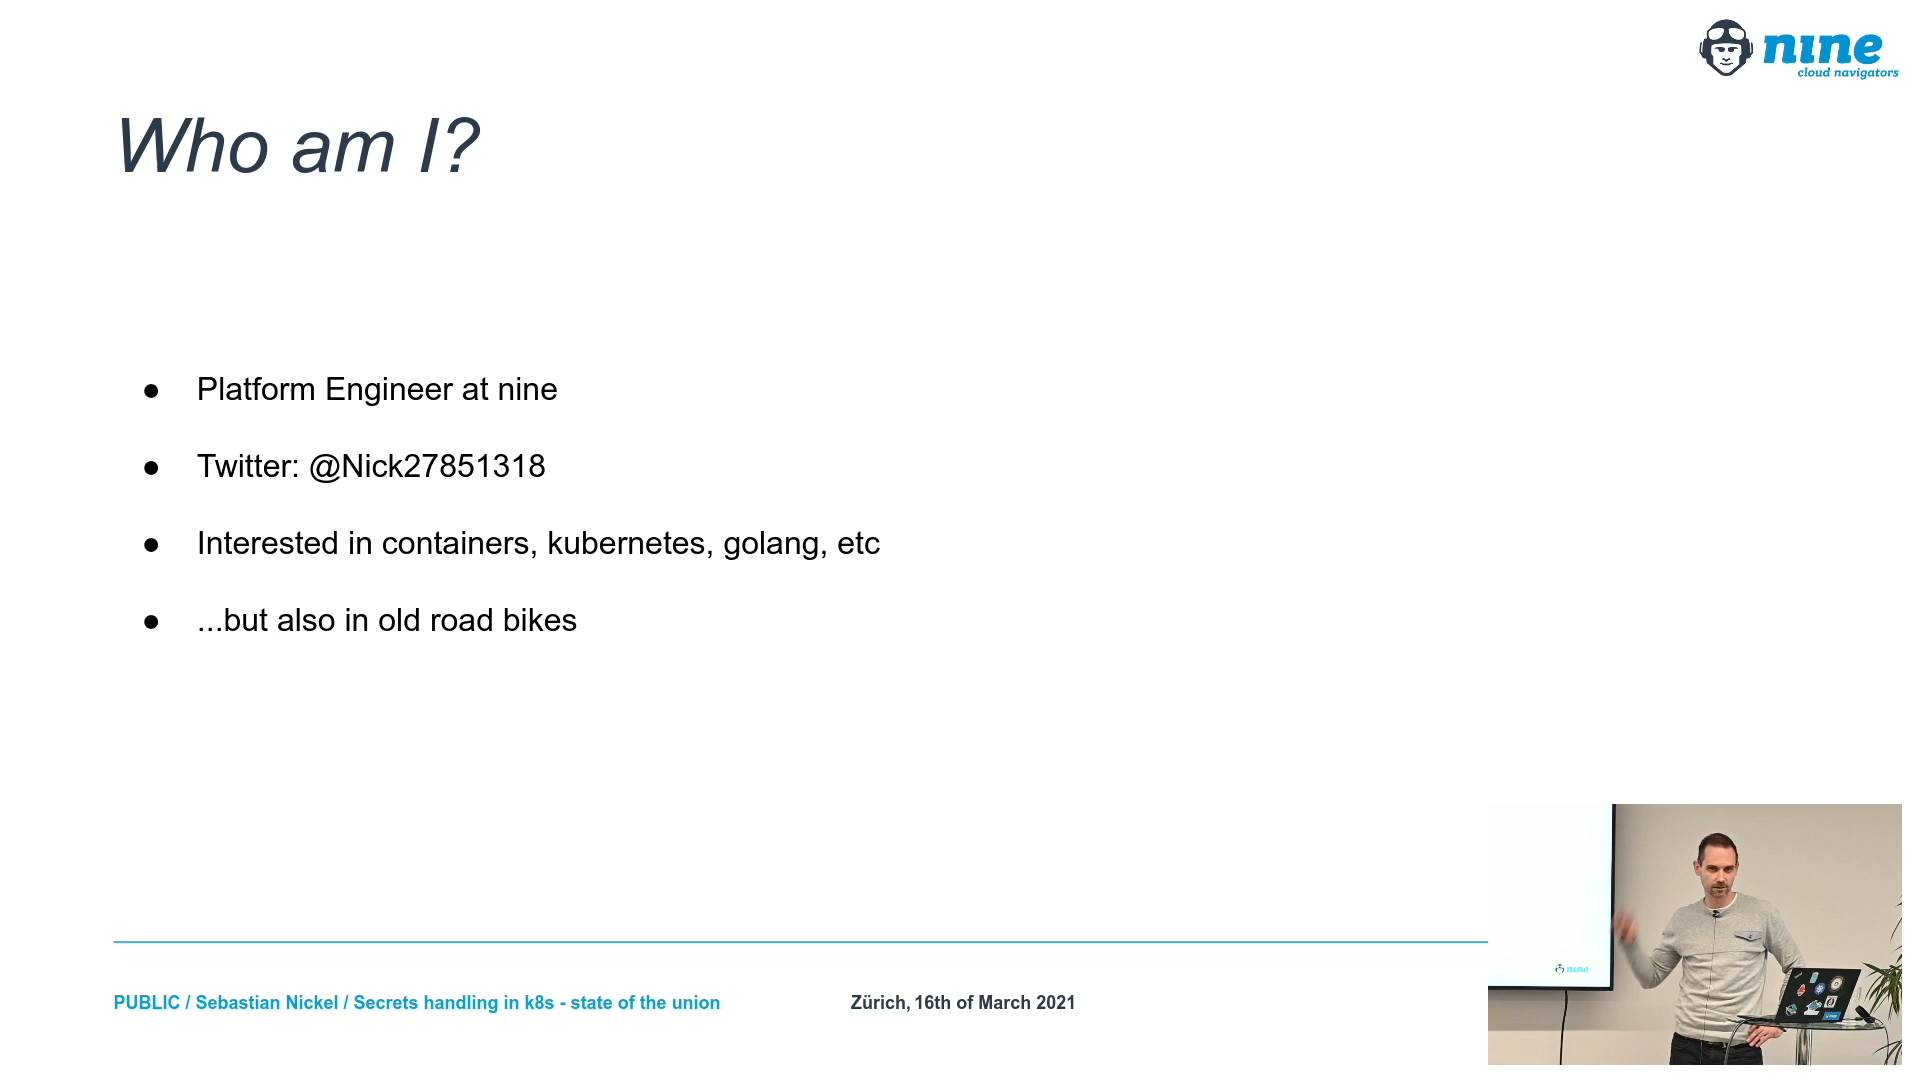 nine
cloud navigators
Who am I?
● Platform Engineer at nine
● Twitter: @Nick27851318
● Interested in containers, kubernetes, golang, etc
● ...but also in old road bikes
nine
PUBLIC / Sebastian Nickel / Secrets handling in k8s - state of the union
Zürich, 16th of March 2021